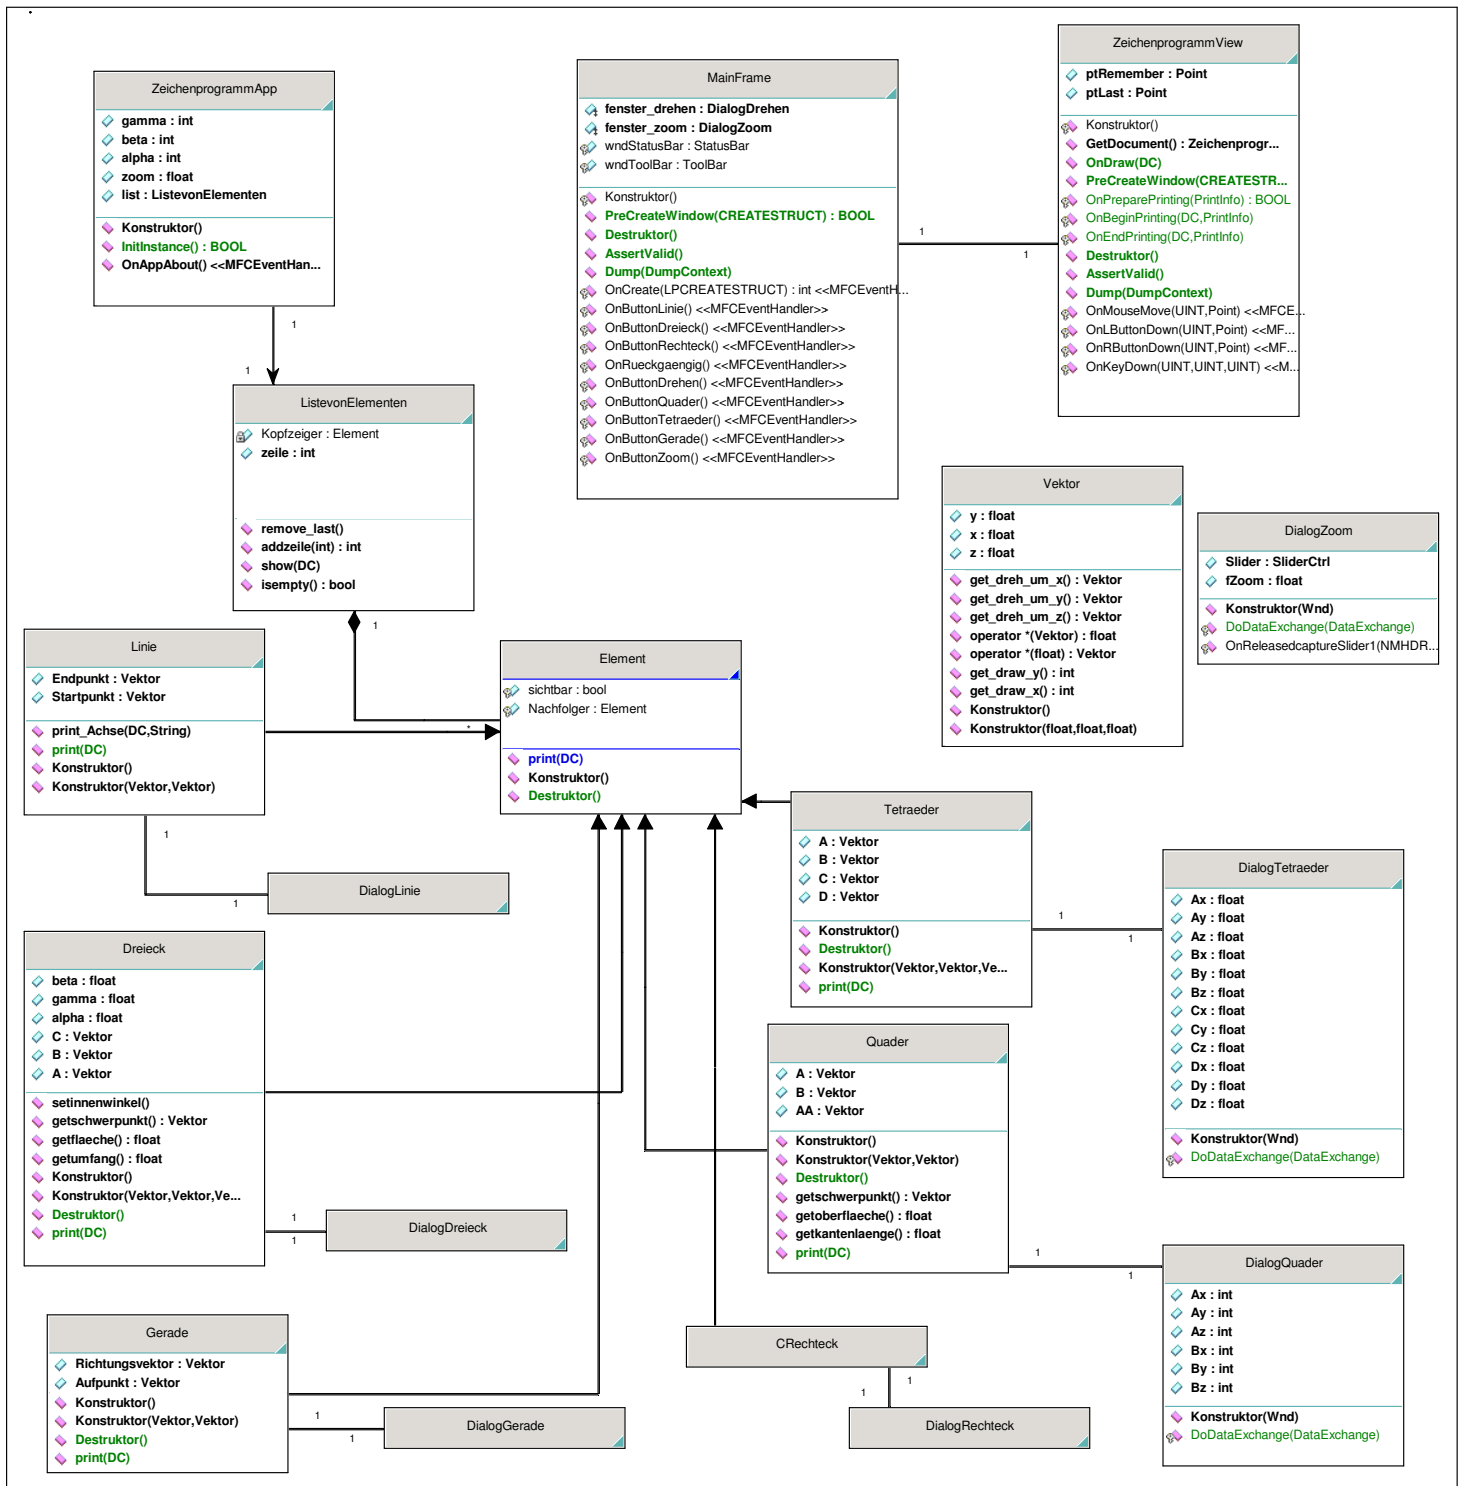 ZeichenprogrammApp
gamma : int
beta : int
alpha : int
zoom : float
list : ListevonElementen
Konstruktor()
InitInstance() : BOOL
OnAppAbout() <<MFCEventHan...
1
1
MainFrame
fenster_drehen : DialogDrehen
fenster_zoom : DialogZoom
wndStatusBar : StatusBar
wndToolBar : ToolBar
Konstruktor()
PreCreateWindow(CREATESTRUCT) : BOOL
Destruktor()
AssertValid()
Dump(DumpContext)
OnCreate(LPCREATESTRUCT) : int <<MFCEventH...
OnButtonLinie() <<MFCEventHandler>>
OnButtonDreieck() <<MFCEventHandler>>
OnButtonRechteck() <<MFCEventHandler>>
OnRueckgaengig() <<MFCEventHandler>>
OnButtonDrehen() <<MFCEventHandler>>
OnButtonQuader() <<MFCEventHandler>>
OnButtonTetraeder() <<MFCEventHandler>>
OnButtonGerade() <<MFCEventHandler>>
OnButtonZoom() <<MFCEventHandler>>
1
1
ZeichenprogrammView
ptRemember : Point
ptLast : Point
Konstruktor()
GetDocument() : Zeichenprogr...
OnDraw(DC)
PreCreateWindow(CREATESTR...
OnPreparePrinting(PrintInfo) : BOOL
OnBeginPrinting(DC,PrintInfo)
OnEndPrinting(DC,PrintInfo)
Destruktor()
AssertValid()
Dump(DumpContext)
OnMouseMove(UINT,Point) <<MFCE...
OnLButtonDown(UINT,Point) <<MF...
OnRButtonDown(UINT,Point) <<MF...
OnKeyDown(UINT,UINT,UINT) <<M...
ListevonElementen
Kopfzeiger : Element
zeile : int
remove_last()
addzeile(int) : int
show(DC)
isempty() : bool
1
*
Vektor
y : float
x : float
z : float
get_dreh_um_x() : Vektor
get_dreh_um_y() : Vektor
get_dreh_um_z() : Vektor
operator *(Vektor) : float
operator *(float) : Vektor
get_draw_y() : int
get_draw_x() : int
Konstruktor()
Konstruktor(float,float,float)
DialogZoom
Slider : SliderCtrl
fZoom : float
Konstruktor(Wnd)
DoDataExchange(DataExchange)
OnReleasedcaptureSlider1(NMHDR...
Linie
Endpunkt : Vektor
Startpunkt : Vektor
print_Achse(DC,String)
print(DC)
Konstruktor()
Konstruktor(Vektor,Vektor)
1
1
DialogLinie
Element
sichtbar : bool
Nachfolger : Element
print(DC)
Konstruktor()
Destruktor()
Tetraeder
A : Vektor
B : Vektor
C : Vektor
D : Vektor
Konstruktor()
Destruktor()
Konstruktor(Vektor,Vektor,Ve...
print(DC)
1
1
DialogTetraeder
Ax : float
Ay : float
Az : float
Bx : float
By : float
Bz : float
Cx : float
Cy : float
Cz : float
Dx : float
Dy : float
Dz : float
Konstruktor(Wnd)
DoDataExchange(DataExchange)
Dreieck
beta : float
gamma : float
alpha : float
C : Vektor
B : Vektor
A : Vektor
setinnenwinkel()
getschwerpunkt() : Vektor
getflaeche() : float
getumfang() : float
Konstruktor()
Konstruktor(Vektor,Vektor,Ve...
Destruktor()
print(DC)
1
1
DialogDreieck
Quader
A : Vektor
B : Vektor
AA : Vektor
Konstruktor()
Konstruktor(Vektor,Vektor)
Destruktor()
getschwerpunkt() : Vektor
getoberflaeche() : float
getkantenlaenge() : float
print(DC)
1
1
DialogQuader
Ax : int
Ay : int
Az : int
Bx : int
By : int
Bz : int
Konstruktor(Wnd)
DoDataExchange(DataExchange)
Gerade
Richtungsvektor : Vektor
Aufpunkt : Vektor
Konstruktor()
Konstruktor(Vektor,Vektor)
Destruktor()
print(DC)
1
1
DialogGerade
CRechteck
1
1
DialogRechteck